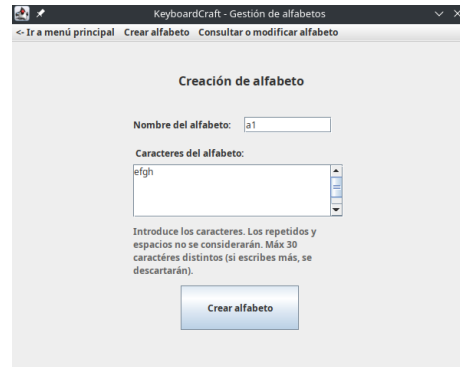 KeyboardCraft - Gestión de alfabetos
<- Ir a menú principal Crear alfabeto Consultar o modificar alfabeto
Creación de alfabeto
Nombre del alfabeto: a1
Caracteres del alfabeto:
efgh
Introduce los caracteres. Los repetidos y
espacios no se considerarán. Máx 30
caractéres distintos (si escribes más, se
descartarán).
Crear alfabeto